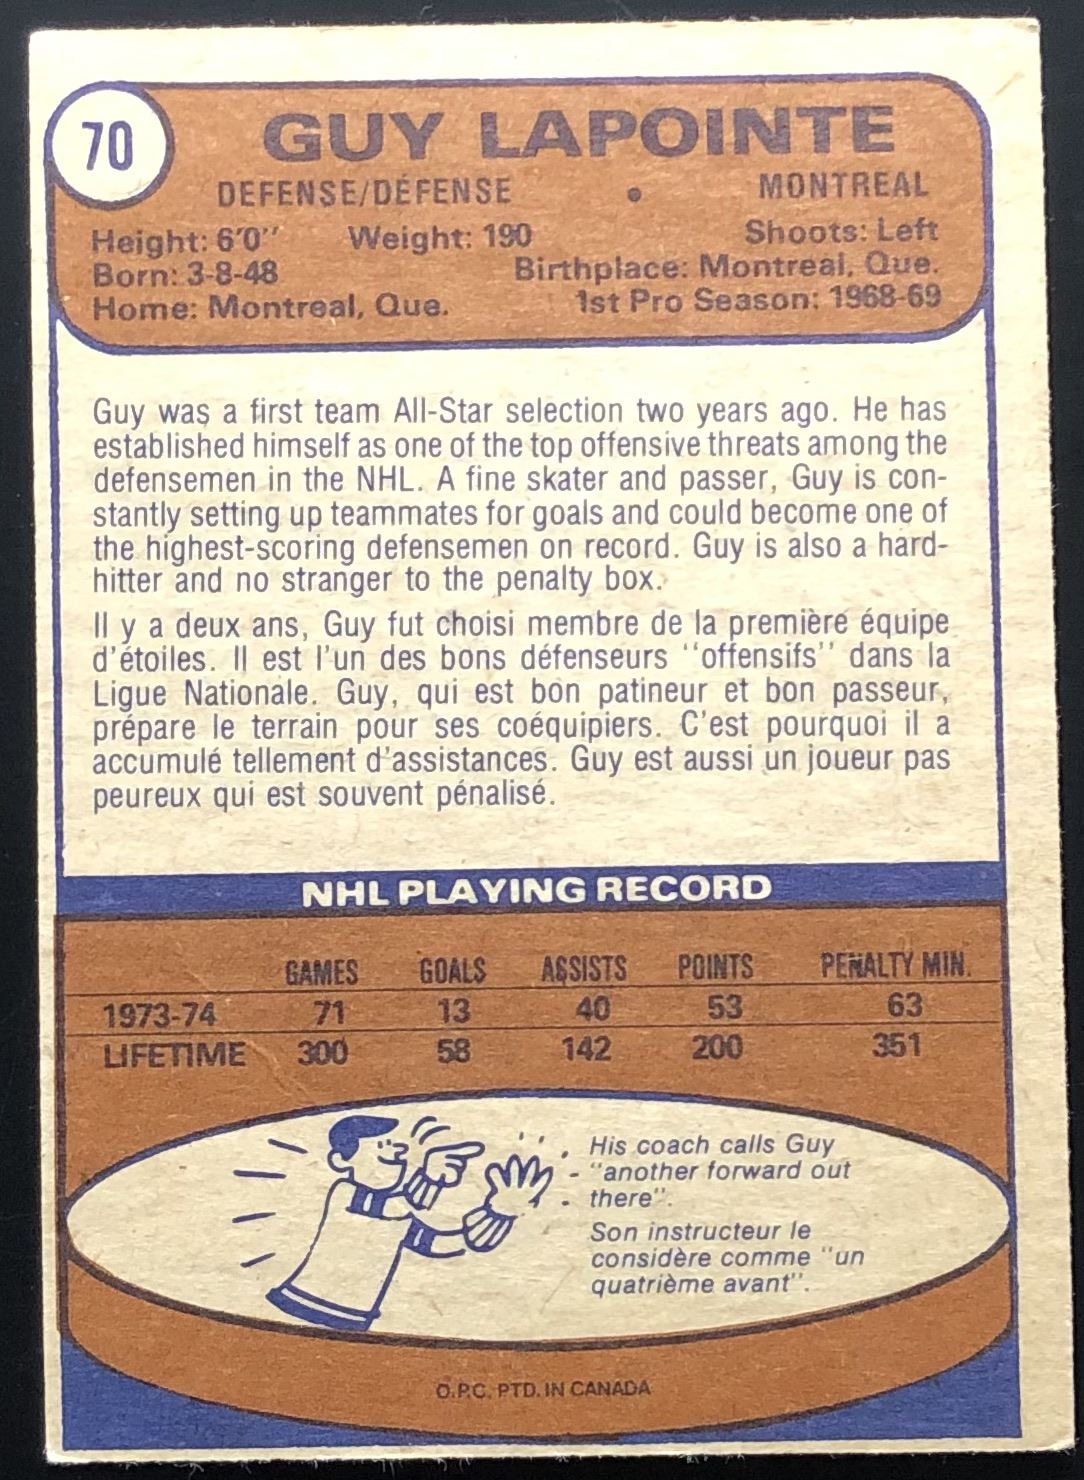 70
GUY LAPOINTE
DEFENSE/DÉFENSE • MONTREAL
Height: 6'0" Weight: 190 Shoots: Left
Born: 3-8-48 Birthplace: Montreal, Que.
Home: Montreal, Que. 1st Pro Season: 1968-69
Guy was a first team All-Star selection two years ago. He has
established himself as one of the top offensive threats among the
defensemen in the NHL. A fine skater and passer, Guy is con-
stantly setting up teammates for goals and could become one of
the highest-scoring defensemen on record. Guy is also a hard-
hitter and no stranger to the penalty box.
Il y a deux ans, Guy fut choisi membre de la première équipe
d'étoiles. Il est l'un des bons défenseurs "offensifs" dans la
Ligue Nationale. Guy, qui est bon patineur et bon passeur,
prépare le terrain pour ses coéquipiers. C'est pourquoi il a
accumulé tellement d'assistances. Guy est aussi un joueur pas
peureux qui est souvent pénalisé.
NHL PLAYING RECORD
GAMES GOALS ASSISTS POINTS PENALTY MIN.
1973-74 71 13 40 53 63
LIFETIME 300 58 142 200 351
His coach calls Guy
"another forward out
there".
Son instructeur le
considère comme "un
quatrième avant".
O.P.C. PTD. IN CANADA